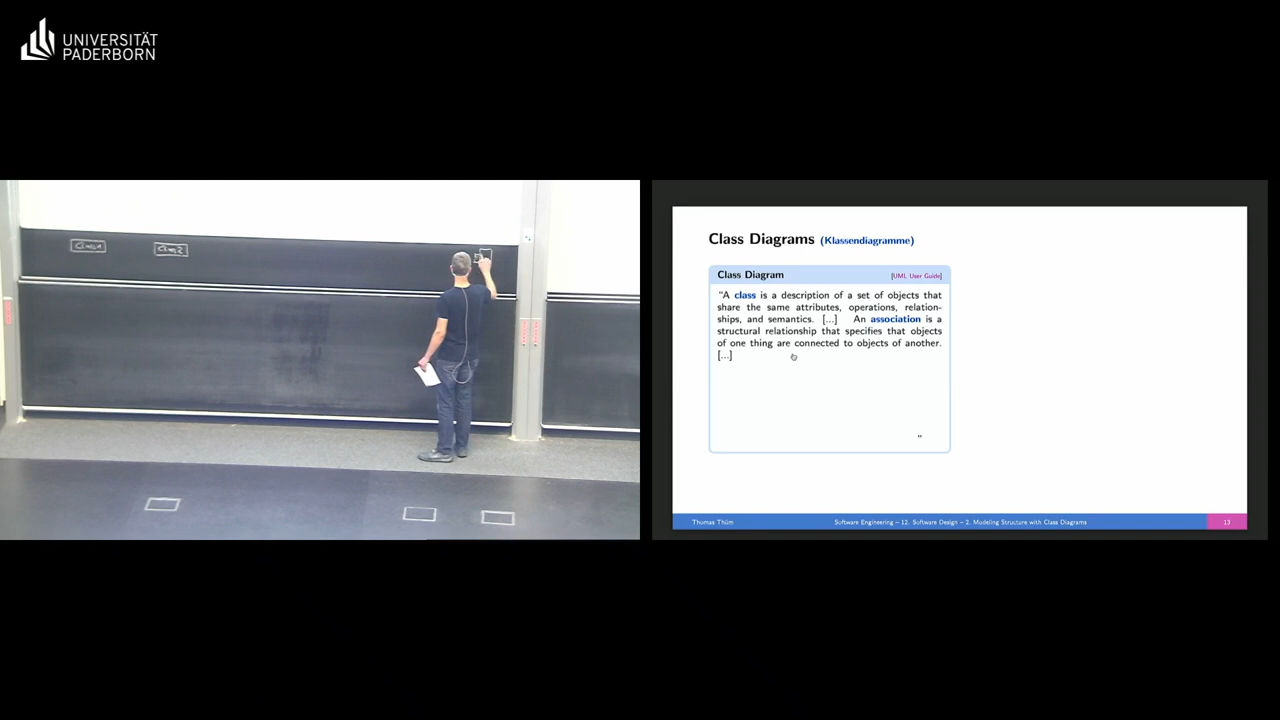 UNIVERSITÄT
PADERBORN
Class 2
Class Diagrams (Klassendiagramme)
Class Diagram [UML User Guide]
“A class is a description of a set of objects that
share the same attributes, operations, relation-
ships, and semantics. [...] An association is a
structural relationship that specifies that objects
of one thing are connected to objects of another.
[...]
”
Thomas Thüm Software Engineering – 12. Software Design – 2. Modeling Structure with Class Diagrams 13